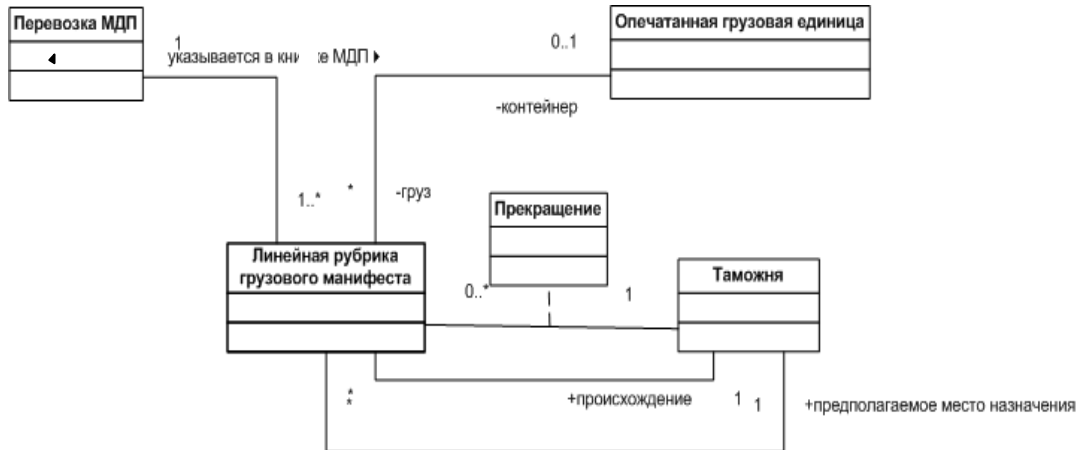 Перевозка МДП
Опечатанная грузовая единица
1
0..1
указывается в кни ке МДП
-контейнер
1..*
*
-груз
Прекращение
Линейная рубрика
грузового манифеста
Таможня
0..*
1
*
*
+происхождение
1
1
+предполагаемое место назначения